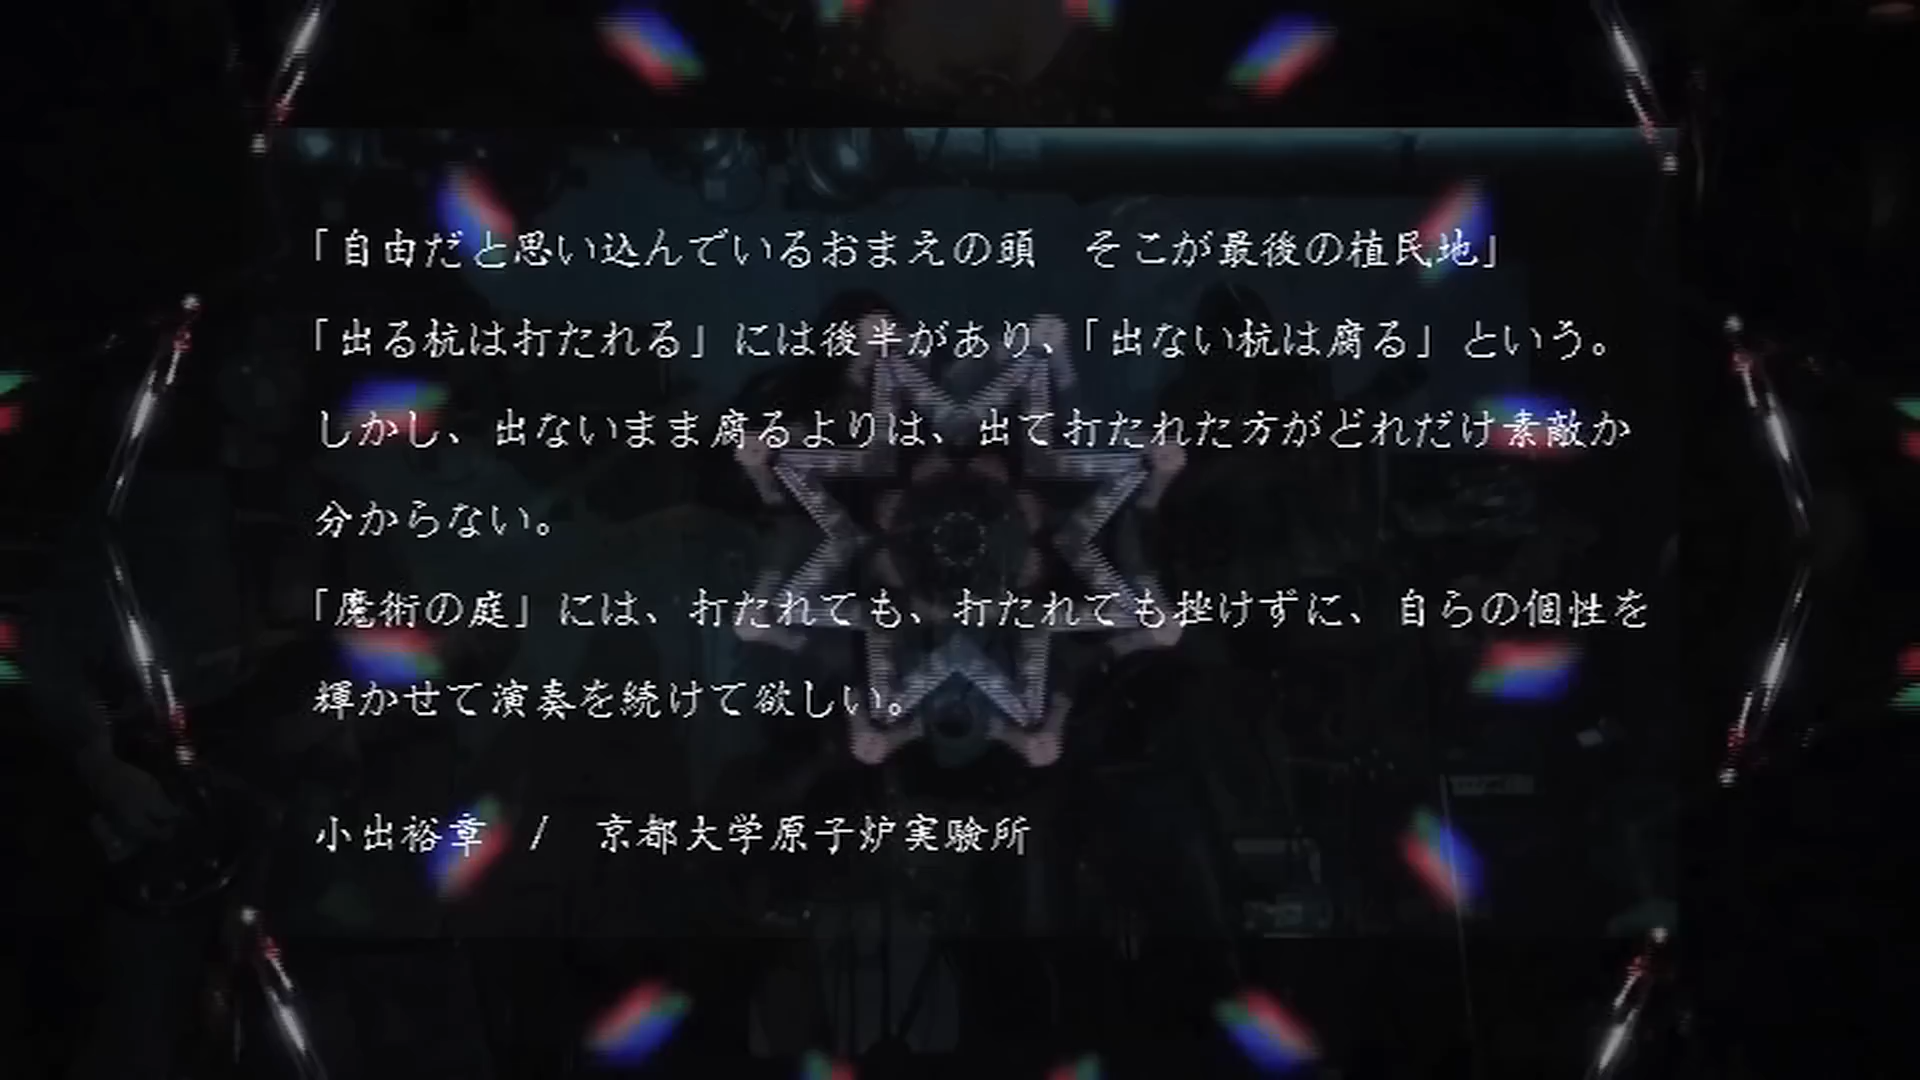 「自由だと思い込んでいるおまえの頭　そこが最後の植民地」
「出る杭は打たれる」には後半があり、「出ない杭は腐る」という。
しかし、出ないまま腐るよりは、出て打たれた方がどれだけ素敵か
分からない。
「魔術の庭」には、打たれても、打たれても挫けずに、自らの個性を
輝かせて演奏を続けて欲しい。
小出裕章　/　京都大学原子炉実験所